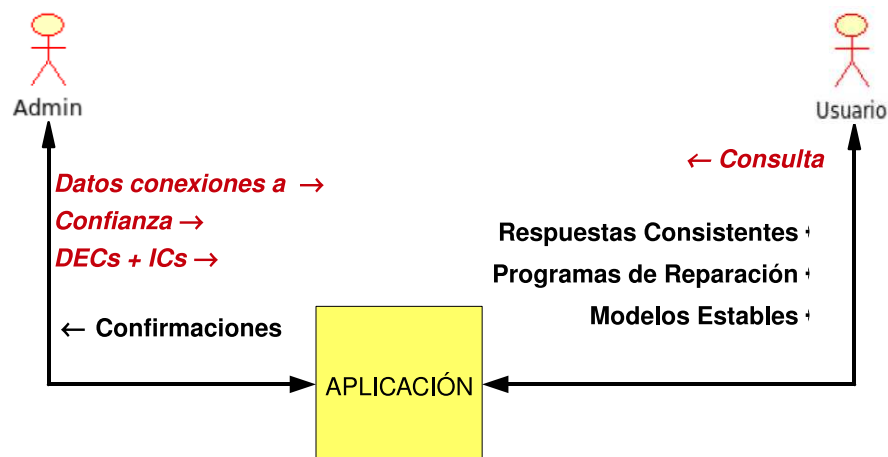 Admin
Usuario
← Consulta
Datos conexiones a →
Confianza →
DECs + ICs →
Respuestas Consistentes
Programas de Reparación
Modelos Estables
← Confirmaciones
APLICACIÓN